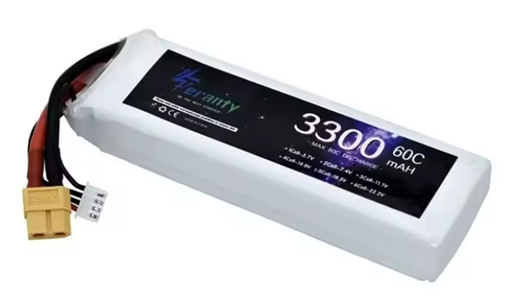 Teranty
3300 60C
mAH
MAX 80C DISCHARGE
•1Cell-3.7V •2Cell-7.4V •3Cell-11.1V
•4Cell-14.8V •5Cell-18.5V •6Cell-22.2V